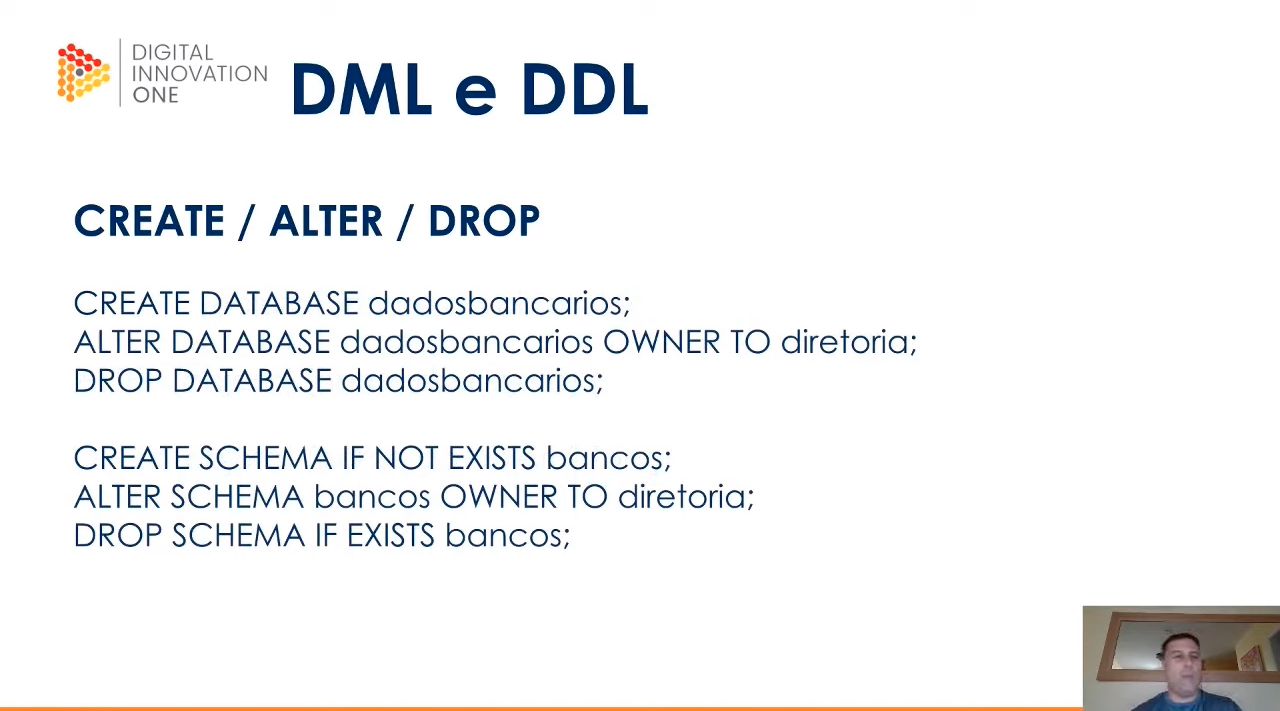 DIGITAL
INNOVATION
ONE
DML e DDL
CREATE / ALTER / DROP
CREATE DATABASE dadosbancarios;
ALTER DATABASE dadosbancarios OWNER TO diretoria;
DROP DATABASE dadosbancarios;
CREATE SCHEMA IF NOT EXISTS bancos;
ALTER SCHEMA bancos OWNER TO diretoria;
DROP SCHEMA IF EXISTS bancos;